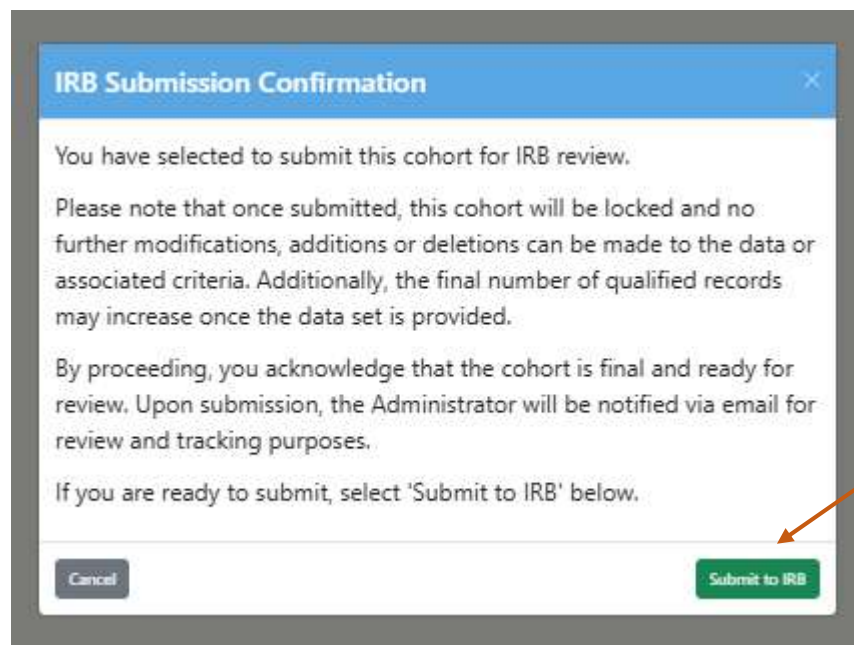 IRB Submission Confirmation ×
You have selected to submit this cohort for IRB review.
Please note that once submitted, this cohort will be locked and no
further modifications, additions or deletions can be made to the data or
associated criteria. Additionally, the final number of qualified records
may increase once the data set is provided.
By proceeding, you acknowledge that the cohort is final and ready for
review. Upon submission, the Administrator will be notified via email for
review and tracking purposes.
If you are ready to submit, select 'Submit to IRB' below.
Cancel Submit to IRB